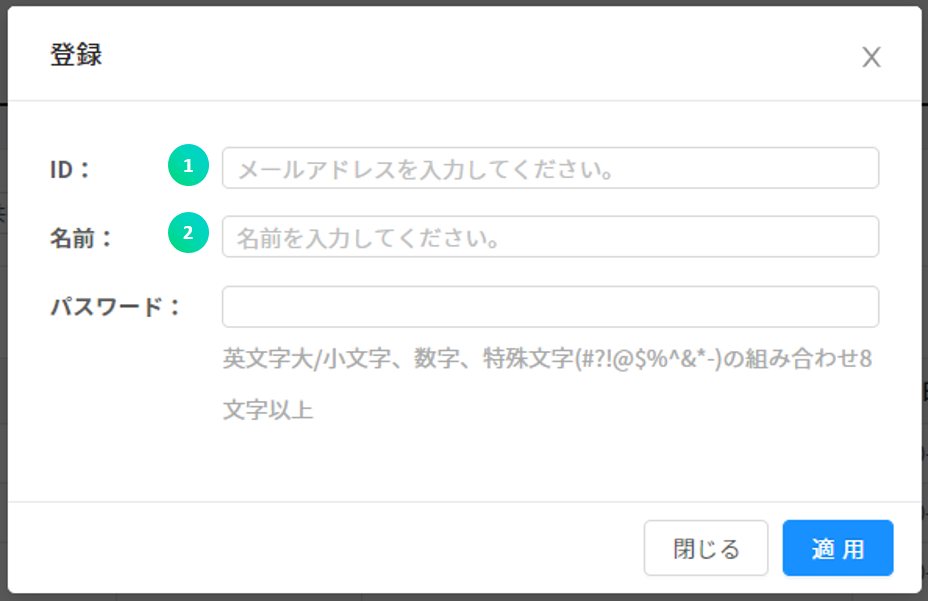 登録
X
ID：
1
メールアドレスを入力してください。
名前：
2
名前を入力してください。
パスワード：
英文字大/小文字、数字、特殊文字(#?!@$%^&*-)の組み合わせ8
文字以上
閉じる
適 用